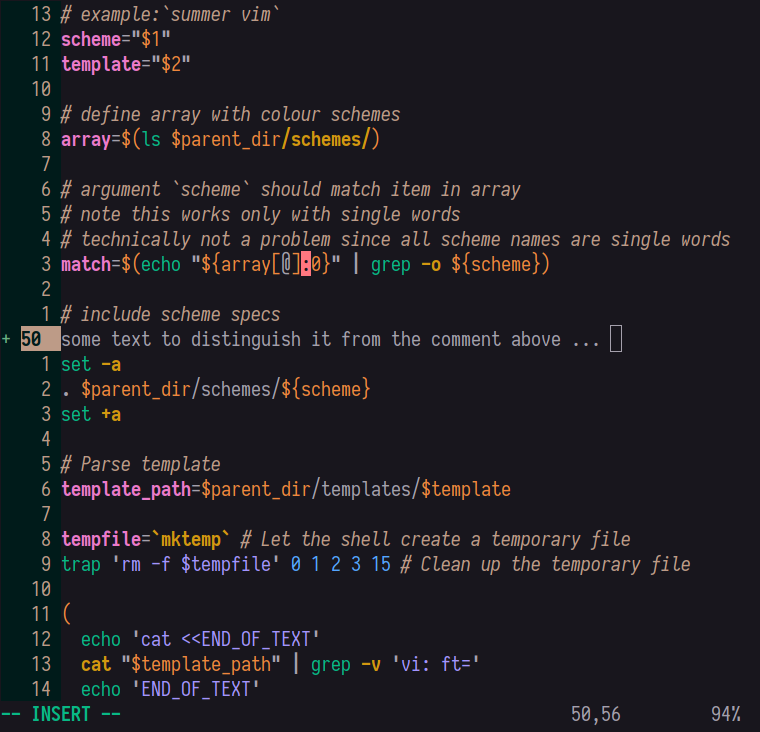 13 # example:`summer vim`
12 scheme="$1"
11 template="$2"
10
9 # define array with colour schemes
8 array=$(ls $parent_dir/schemes/)
7
6 # argument `scheme` should match item in array
5 # note this works only with single words
4 # technically not a problem since all scheme names are single words
3 match=$(echo "${array[@]:0}" | grep -o ${scheme})
2
1 # include scheme specs
+ 50 some text to distinguish it from the comment above ...
1 set -a
2 . $parent_dir/schemes/${scheme}
3 set +a
4
5 # Parse template
6 template_path=$parent_dir/templates/$template
7
8 tempfile=`mktemp` # Let the shell create a temporary file
9 trap 'rm -f $tempfile' 0 1 2 3 15 # Clean up the temporary file
10
11 (
12   echo 'cat <<END_OF_TEXT'
13   cat "$template_path" | grep -v 'vi: ft='
14   echo 'END_OF_TEXT'
-- INSERT -- 50,56 94%